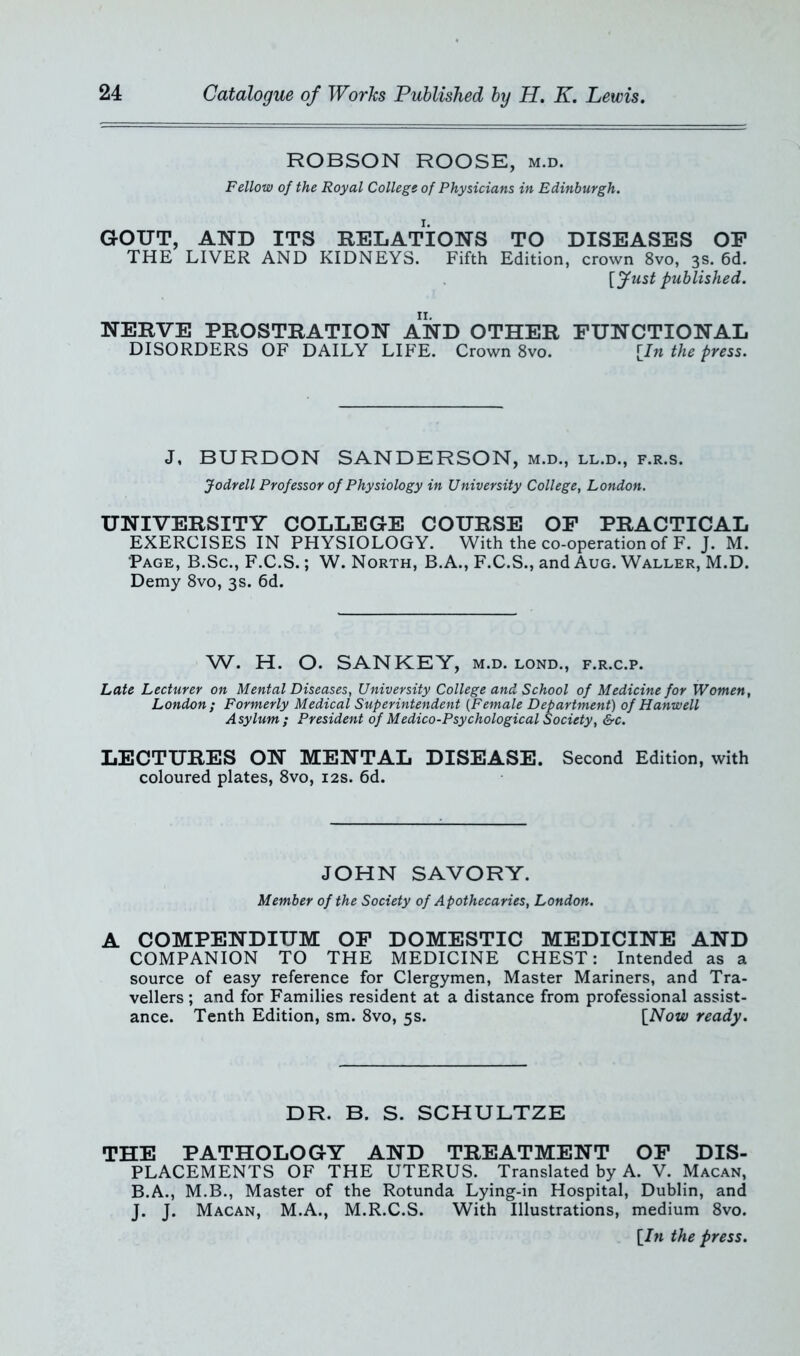 24 Catalogue of Works Published by H. K. Lewis.
ROBSON ROOSE, M.D.
Fellow of the Royal College of Physicians in Edinburgh.
I.
GOUT, AND ITS RELATIONS TO DISEASES OF
THE LIVER AND KIDNEYS. Fifth Edition, crown 8vo, 3s. 6d.
[Just published.
II.
NERVE PROSTRATION AND OTHER FUNCTIONAL
DISORDERS OF DAILY LIFE. Crown 8vo. [In the press.
J, BURDON SANDERSON, M.D., LL.D., F.R.S.
Jodrell Professor of Physiology in University College, London.
UNIVERSITY COLLEGE COURSE OF PRACTICAL
EXERCISES IN PHYSIOLOGY. With the co-operation of F. J. M.
PAGE, B.Sc., F.C.S.; W. NORTH, B.A., F.C.S., and AUG. WALLER, M.D.
Demy 8vo, 3s. 6d.
W. H. O. SANKEY, M.D. LOND., F.R.C.P.
Late Lecturer on Mental Diseases, University College and School of Medicine for Women,
London; Formerly Medical Superintendent (Female Department) of Hanwell
Asylum; President of Medico-Psychological Society, &c.
LECTURES ON MENTAL DISEASE. Second Edition, with
coloured plates, 8vo, 12s. 6d.
JOHN SAVORY.
Member of the Society of Apothecaries, London.
A COMPENDIUM OF DOMESTIC MEDICINE AND
COMPANION TO THE MEDICINE CHEST: Intended as a
source of easy reference for Clergymen, Master Mariners, and Tra-
vellers; and for Families resident at a distance from professional assist-
ance. Tenth Edition, sm. 8vo, 5s. [Now ready.
DR. B. S. SCHULTZE
THE PATHOLOGY AND TREATMENT OF DIS-
PLACEMENTS OF THE UTERUS. Translated by A. V. MACAN,
B.A., M.B., Master of the Rotunda Lying-in Hospital, Dublin, and
J. J. MACAN, M.A., M.R.C.S. With Illustrations, medium 8vo.
[In the press.